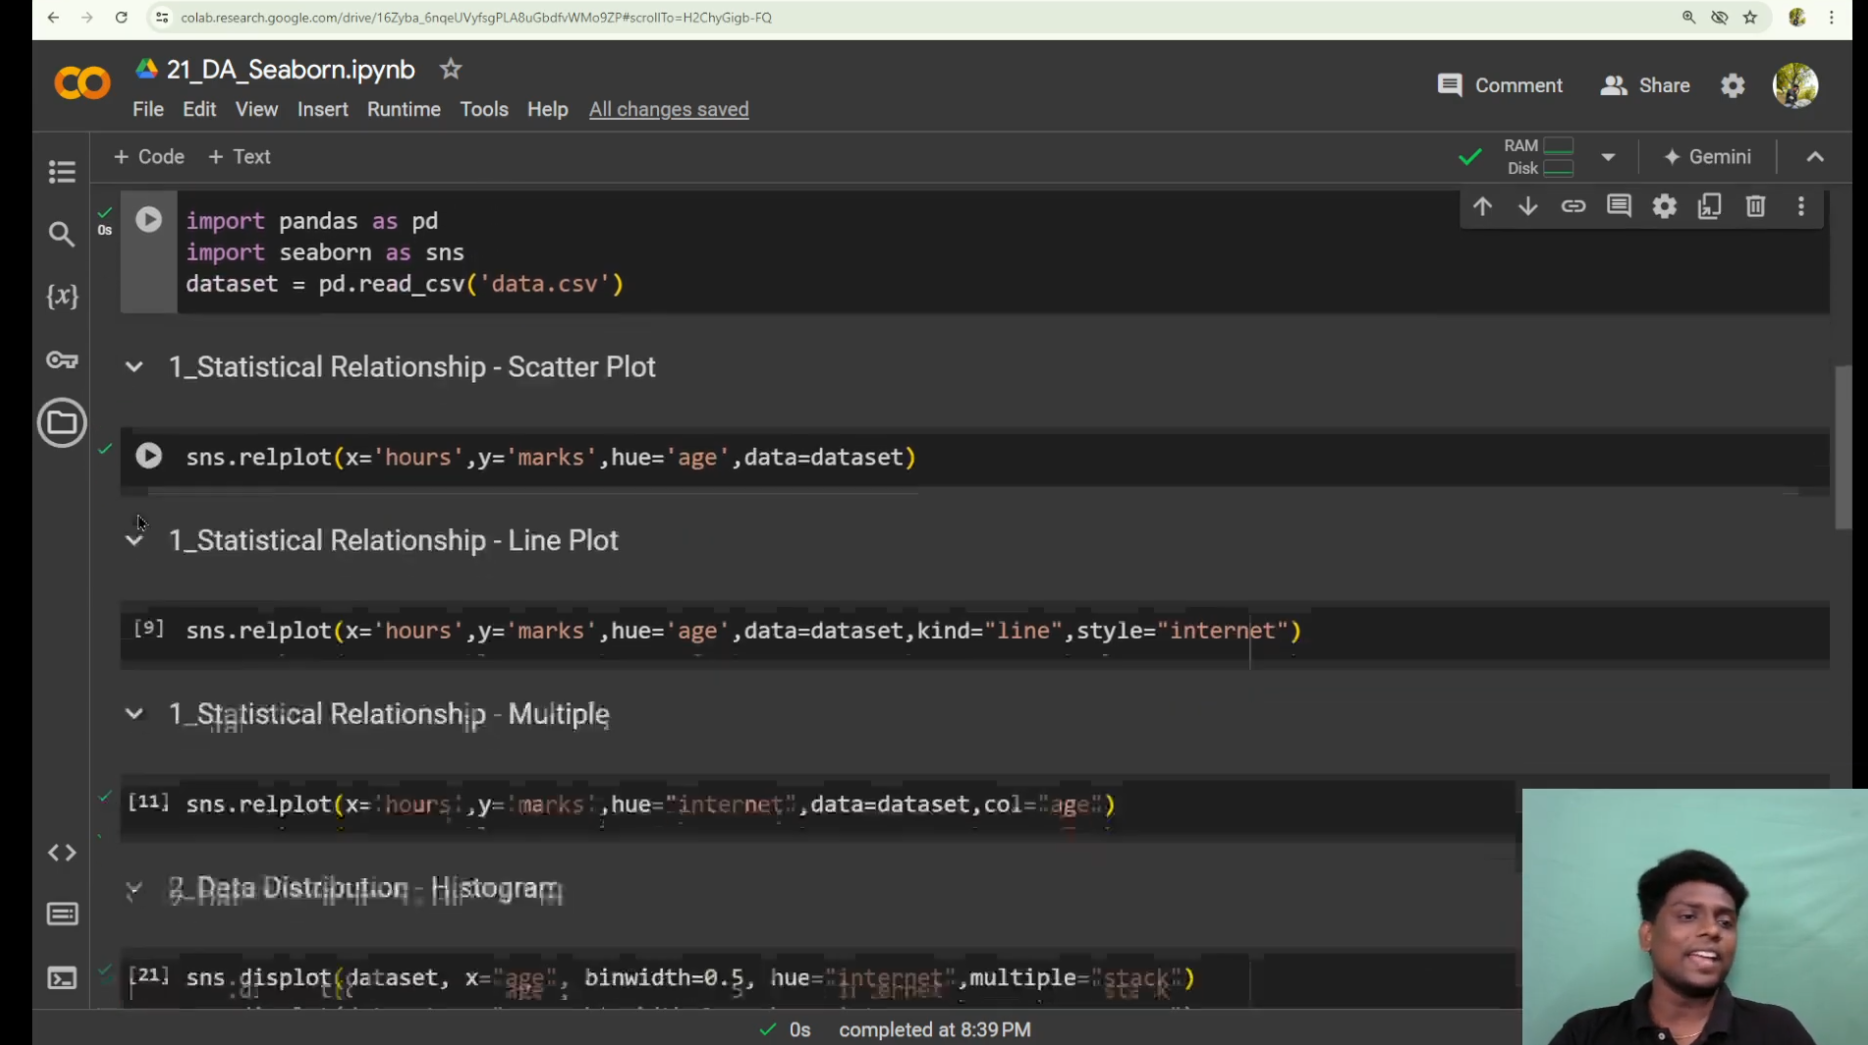 colab.research.google.com/drive/16Zyba_6nqeUVyfsgPLA8uGbdfvWMo9ZP#scrollTo=H2ChyGigb-FQ
21_DA_Seaborn.ipynb
Comment
Share
File Edit View Insert Runtime Tools Help All changes saved
+ Code + Text
RAM
Disk
Gemini
0s
import pandas as pd
import seaborn as sns
dataset = pd.read_csv('data.csv')
1_Statistical Relationship - Scatter Plot
sns.relplot(x='hours',y='marks',hue='age',data=dataset)
1_Statistical Relationship - Line Plot
[9] sns.relplot(x='hours',y='marks',hue='age',data=dataset,kind="line",style="internet")
1_Statistical Relationship - Multiple
[11] sns.relplot(x='hours',y='marks',hue="internet",data=dataset,col="age")
2_Data Distribution - Histogram
[21] sns.displot(dataset, x="age", binwidth=0.5, hue="internet",multiple="stack")
0s completed at 8:39 PM